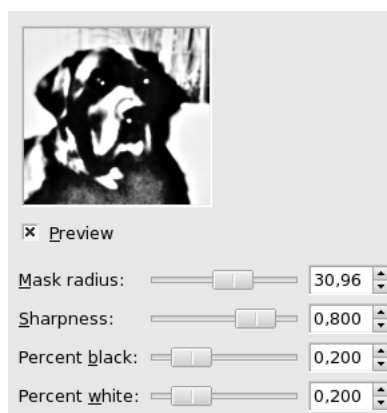 Preview
Mask radius: 30,96
Sharpness: 0,800
Percent black: 0,200
Percent white: 0,200